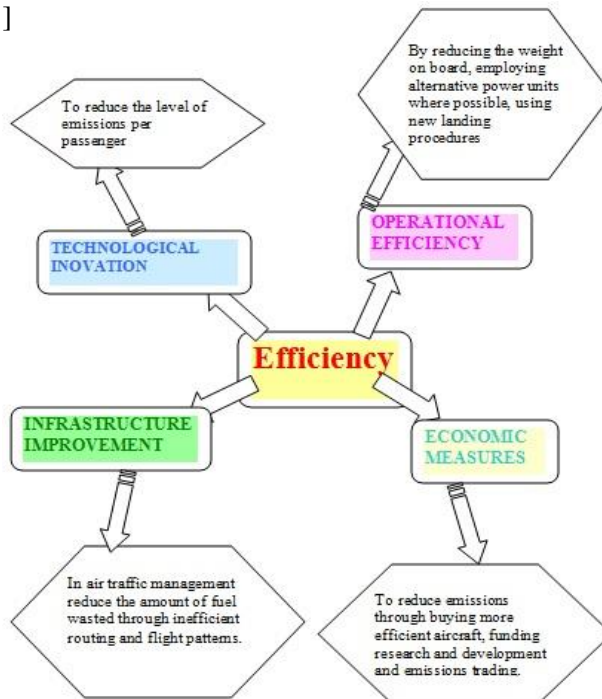 ]
To reduce the level of
emissions per
passenger
By reducing the weight
on board, employing
alternative power units
where possible, using
new landing
procedures
TECHNOLOGICAL
INOVATION
OPERATIONAL
EFFICIENCY
Efficiency
INFRASTRUCTURE
IMPROVEMENT
ECONOMIC
MEASURES
In air traffic management
reduce the amount of fuel
wasted through inefficient
routing and flight patterns.
To reduce emissions
through buying more
efficient aircraft, funding
research and development
and emissions trading.